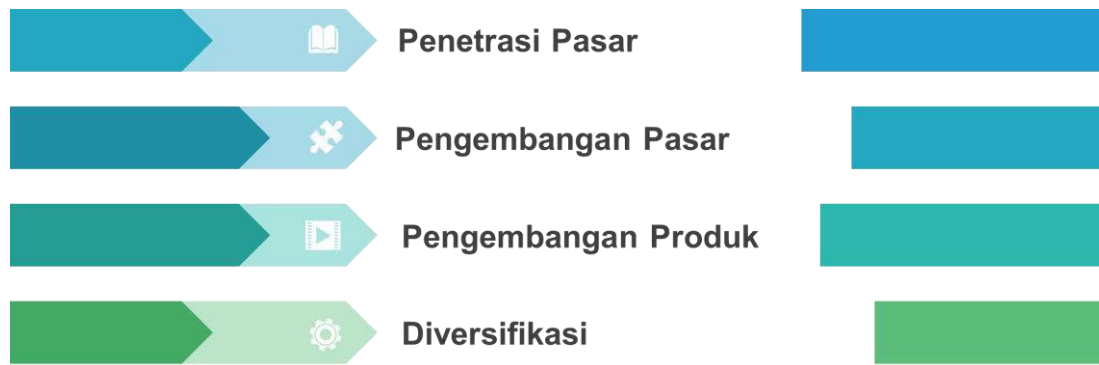 Penetrasi Pasar
Pengembangan Pasar
Pengembangan Produk
Diversifikasi